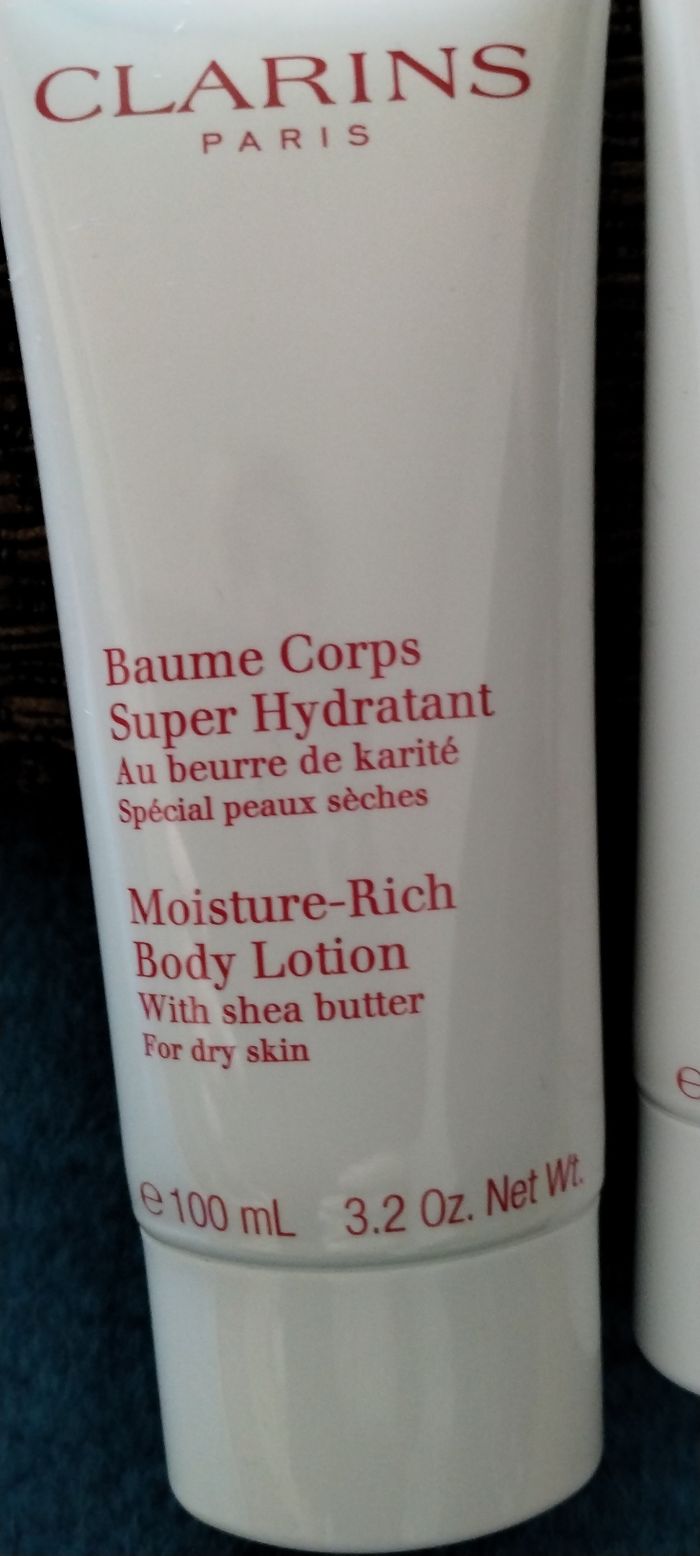 CLARINS
PARIS
Baume Corps
Super Hydratant
Au beurre de karité
Spécial peaux sèches
Moisture-Rich
Body Lotion
With shea butter
For dry skin
℮ 100 mL 3.2 Oz. Net Wt.
℮